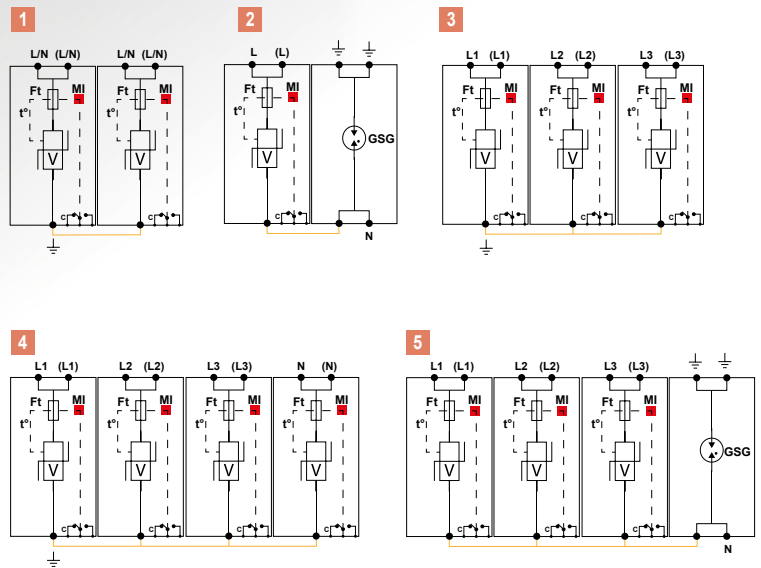 1
L/N (L/N) L/N (L/N)
Ft MI Ft MI
t° t°
V V
C C
2
L (L)
Ft MI
t°
GSG
V
C
N
3
L1 (L1) L2 (L2) L3 (L3)
Ft MI Ft MI Ft MI
t° t° t°
V V V
C C C
4
L1 (L1) L2 (L2) L3 (L3) N (N)
Ft MI Ft MI Ft MI Ft MI
t° t° t° t°
V V V V
C C C C
5
L1 (L1) L2 (L2) L3 (L3)
Ft MI Ft MI Ft MI
t° t° t°
GSG
V V V
C C C
N